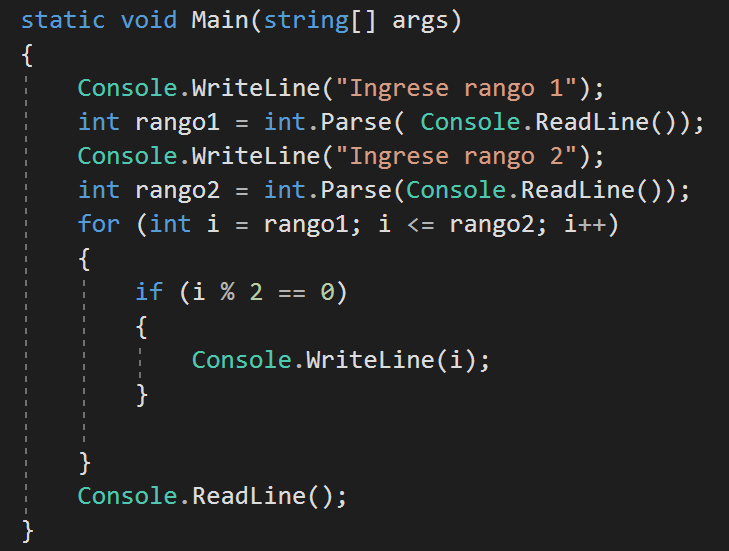 static void Main(string[] args)
{
    Console.WriteLine("Ingrese rango 1");
    int rango1 = int.Parse( Console.ReadLine());
    Console.WriteLine("Ingrese rango 2");
    int rango2 = int.Parse(Console.ReadLine());
    for (int i = rango1; i <= rango2; i++)
    {
        if (i % 2 == 0)
        {
            Console.WriteLine(i);
        }

    }
    Console.ReadLine();
}